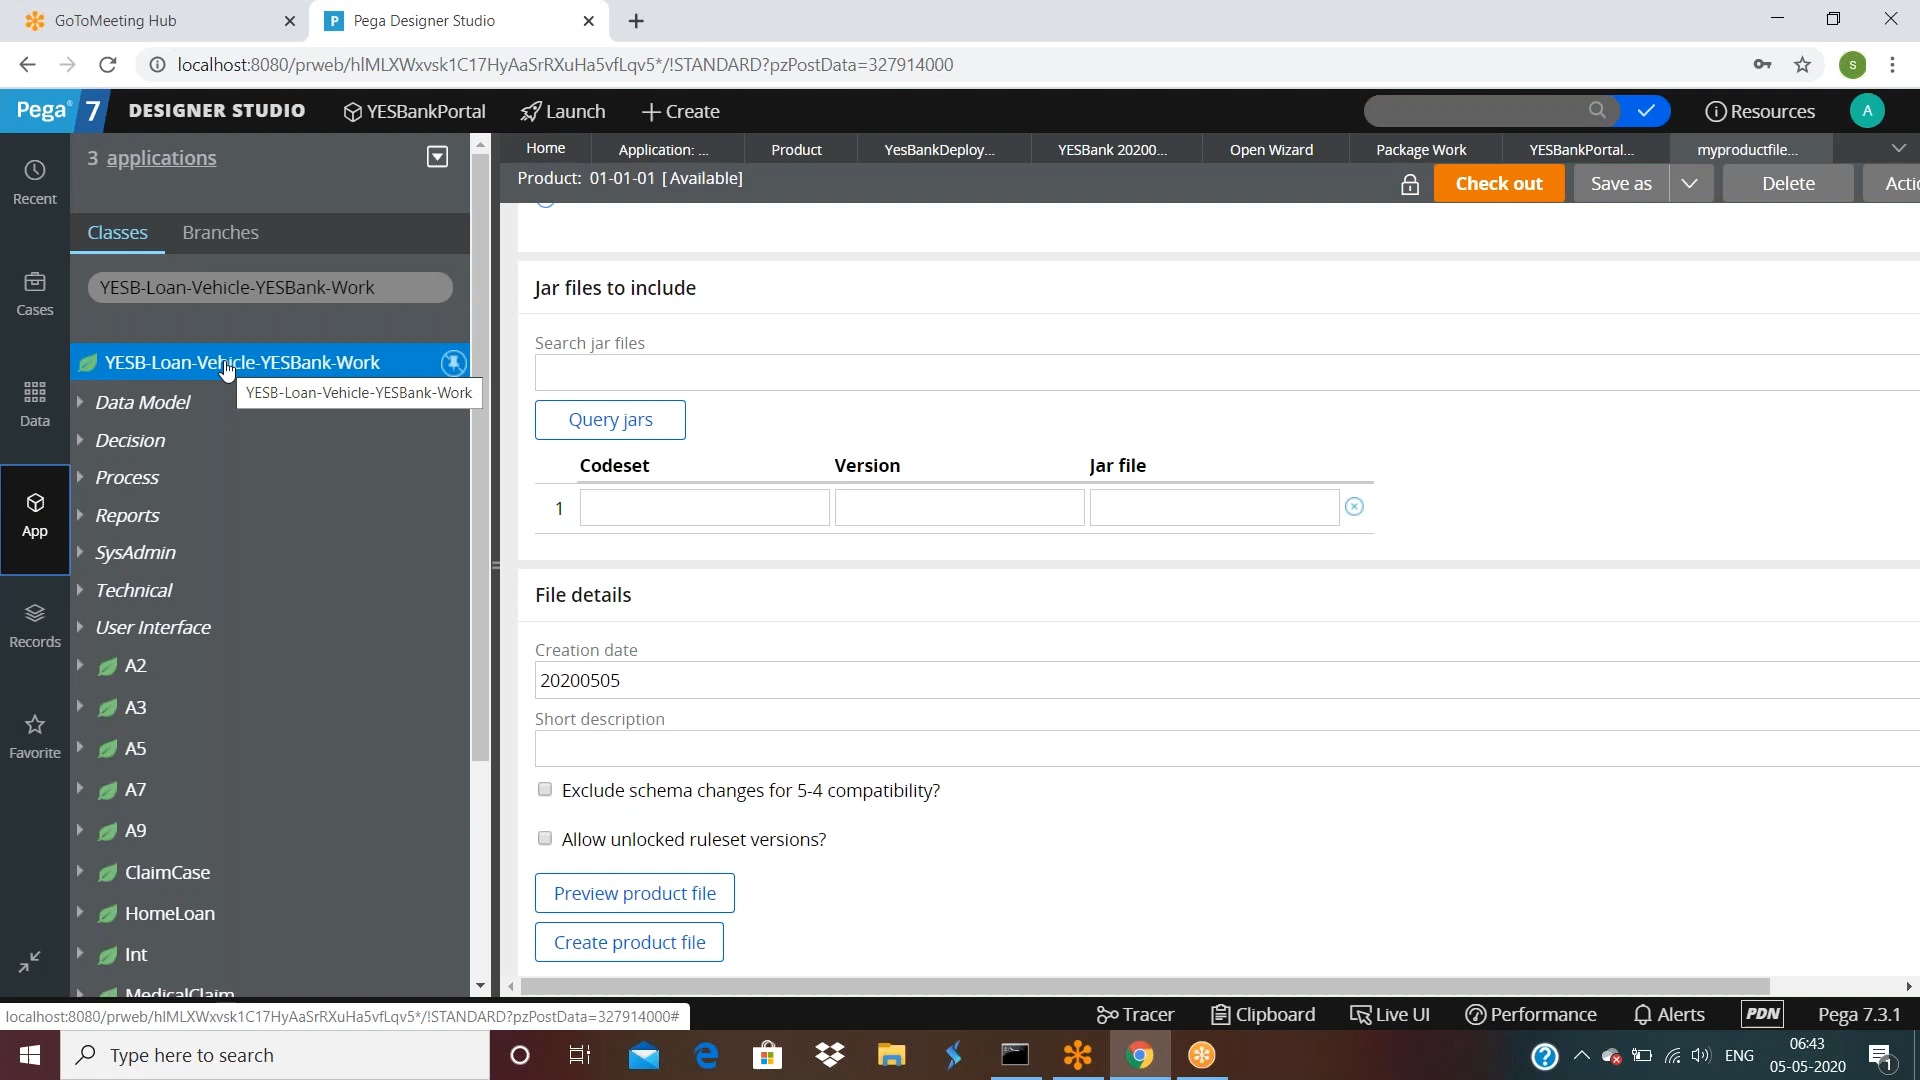 GoToMeeting Hub
Pega Designer Studio
localhost:8080/prweb/hIMLXWxvsk1C17HyAaSrRXuHa5vfLqv5*/!STANDARD?pzPostData=327914000
s
Pega 7 DESIGNER STUDIO YESBankPortal Launch Create Resources A
3 applications
Home Application: ... Product YesBankDeploy... YESBank 20200... Open Wizard Package Work YESBankPortal... myproductfile...
Product: 01-01-01 [Available]
Check out Save as Delete Actic
Recent
Cases
Data
App
Records
Favorite
Classes Branches
YESB-Loan-Vehicle-YESBank-Work
YESB-Loan-Vehicle-YESBank-Work
YESB-Loan-Vehicle-YESBank-Work
Data Model
Decision
Process
Reports
SysAdmin
Technical
User Interface
A2
A3
A5
A7
A9
ClaimCase
HomeLoan
Int
MedicalClaim
Jar files to include
Search jar files
Query jars
Codeset Version Jar file
1
File details
Creation date
20200505
Short description
Exclude schema changes for 5-4 compatibility?
Allow unlocked ruleset versions?
Preview product file
Create product file
localhost:8080/prweb/hIMLXWxvsk1C17HyAaSrRXuHa5vfLqv5*/!STANDARD?pzPostData=327914000#
Tracer Clipboard Live UI Performance Alerts PDN Pega 7.3.1
Type here to search
ENG
06:43
05-05-2020
1